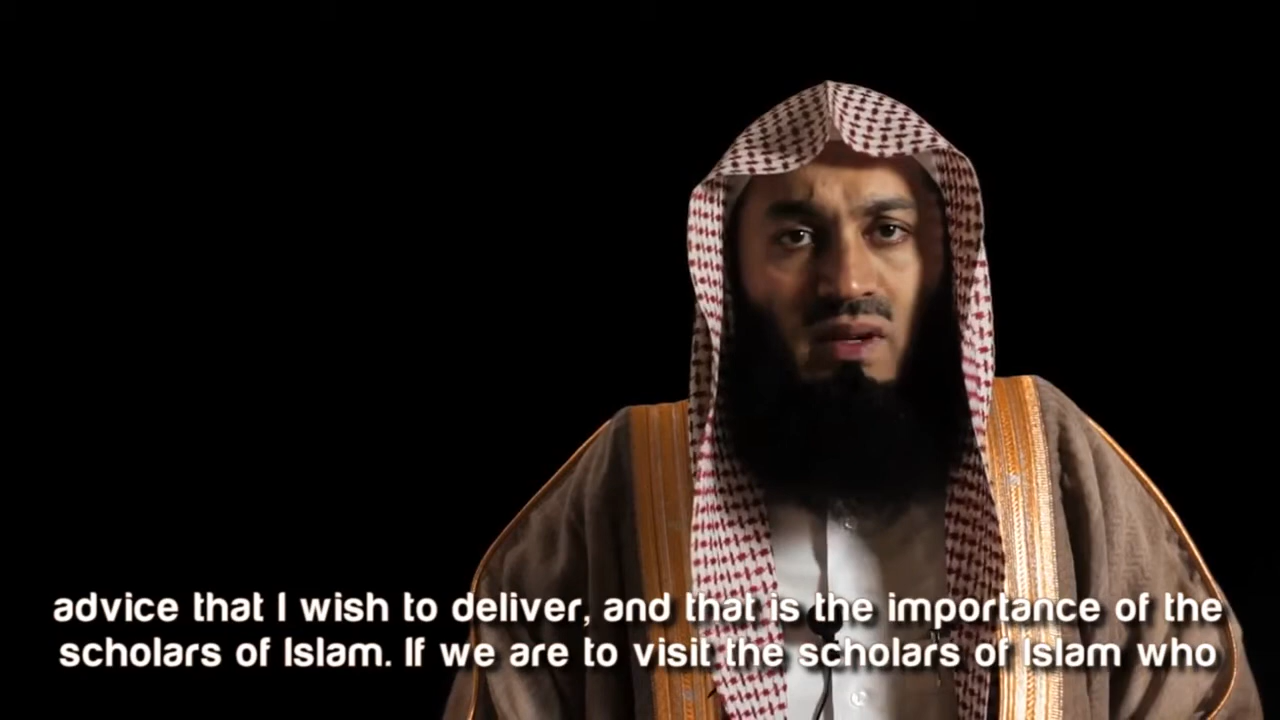 advice that I wish to deliver, and that is the importance of the
scholars of Islam. If we are to visit the scholars of Islam who